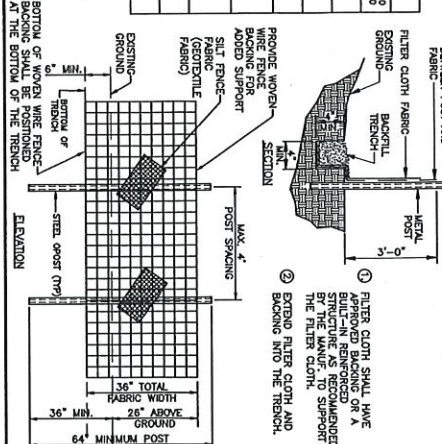 FABRIC
FILTER CLOTH FABRIC
EXISTING
GROUND
BACKFILL
TRENCH
4"
MIN.
4"
MIN.
SECTION
METAL
POST
3'-0"
① FILTER CLOTH SHALL HAVE
APPROVED BACKING OR A
BUILT-IN REINFORCED
STRUCTURE AS RECOMMENDED
BY THE MANUF. TO SUPPORT
THE FILTER CLOTH.
② EXTEND FILTER CLOTH AND
BACKING INTO THE TRENCH.
PROVIDE WOVEN
WIRE FENCE
BACKING FOR
ADDED SUPPORT
SILT FENCE
FABRIC
(GEOTEXTILE
FABRIC)
EXISTING
GROUND
6" MIN.
BOTTOM OF
TRENCH
BOTTOM OF WOVEN WIRE FENCE
BACKING SHALL BE POSITIONED
AT THE BOTTOM OF THE TRENCH
MAX. 4'
POST SPACING
STEEL OPOST (TYP)
ELEVATION
36" TOTAL
FABRIC WIDTH
36" MIN.
26" ABOVE
GROUND
64" MINIMUM POST